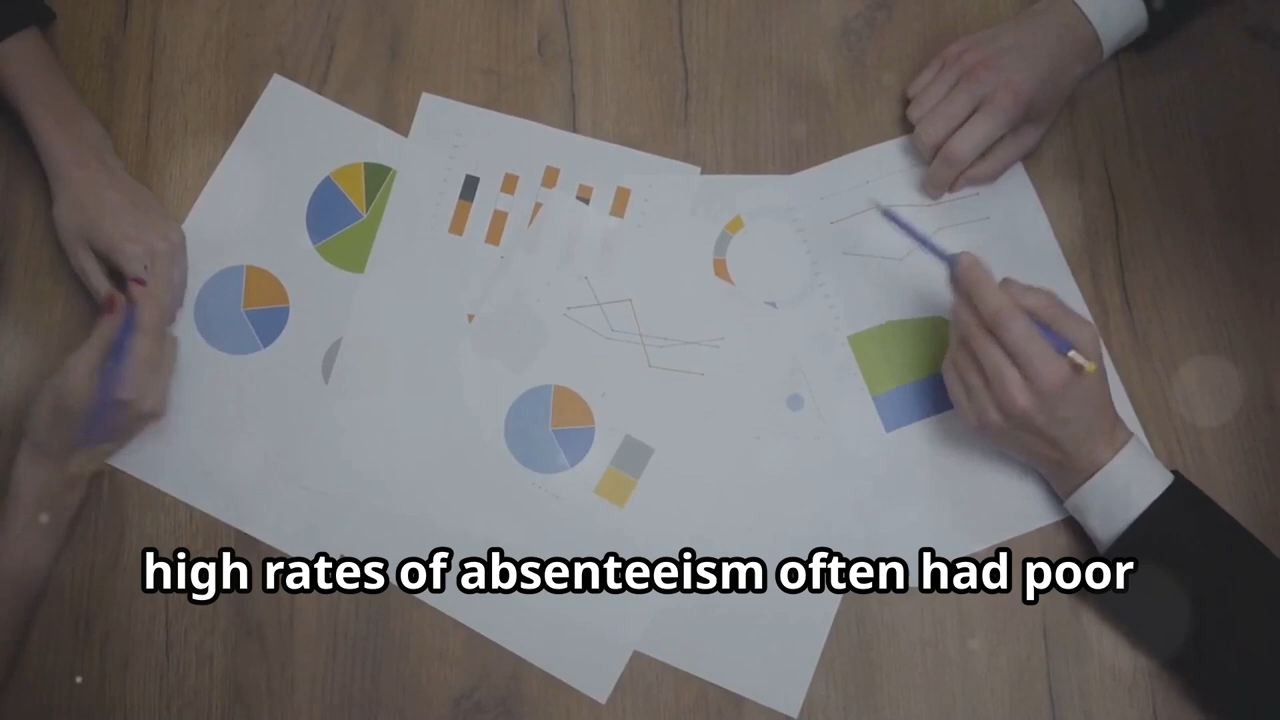 high rates of absenteeism often had poor